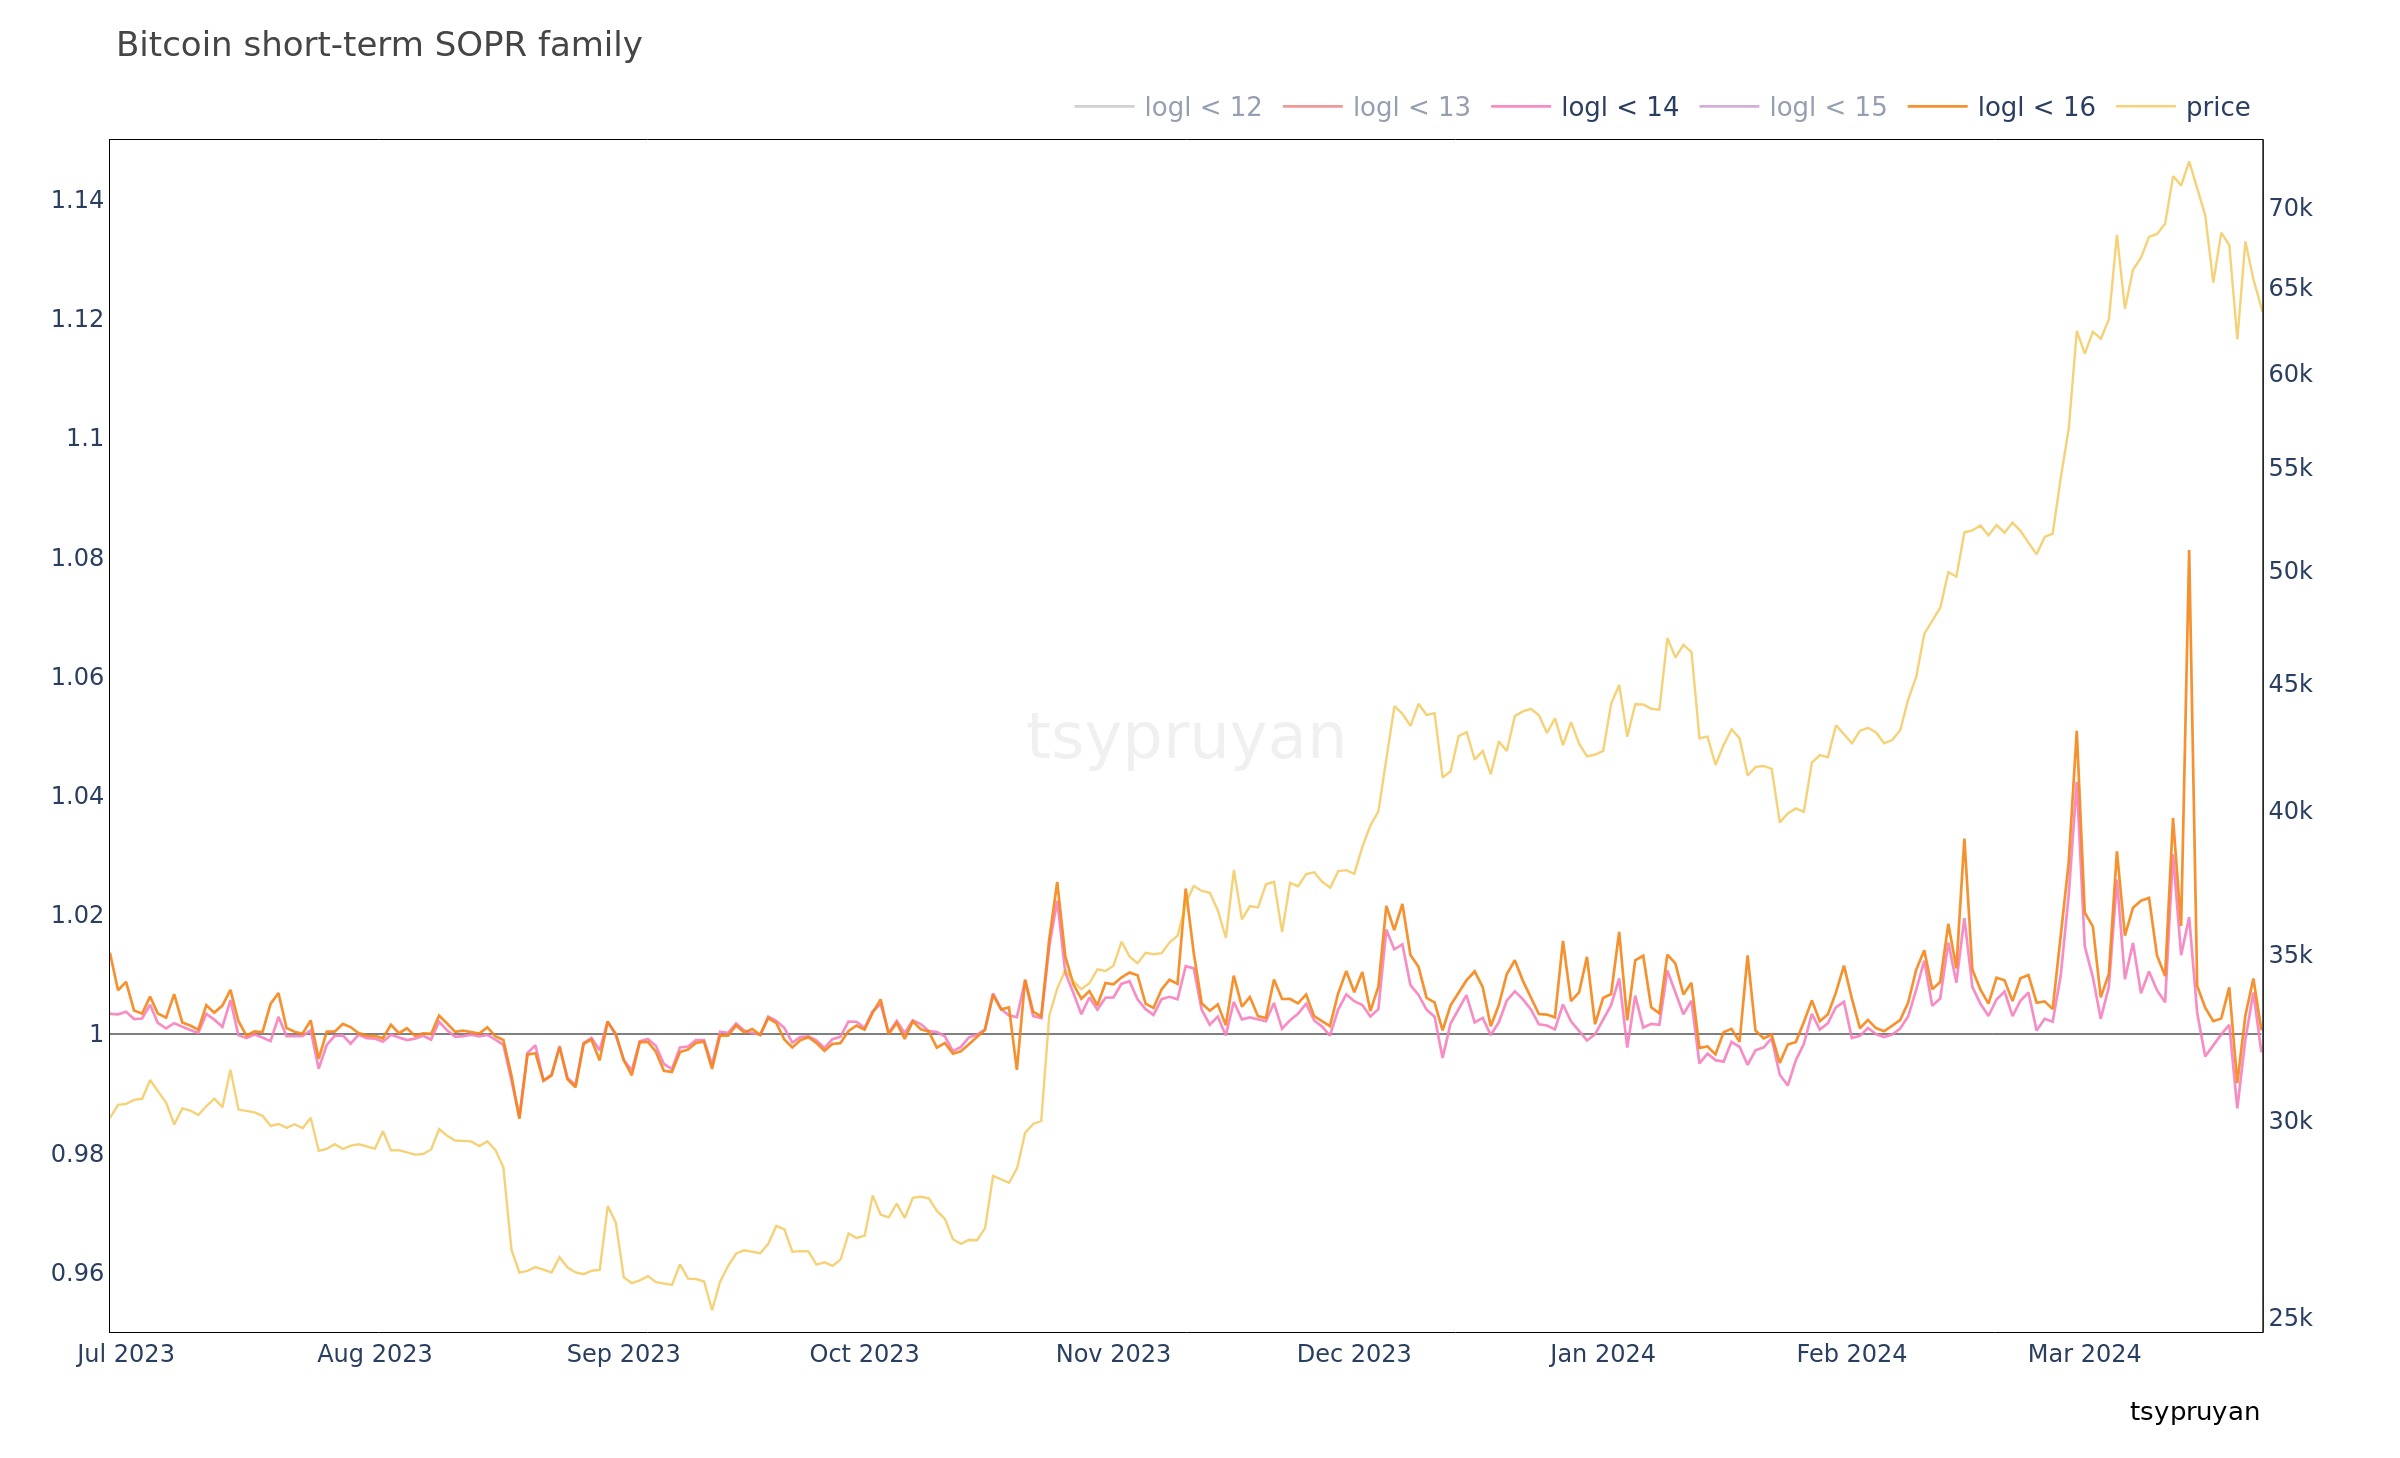 Bitcoin short-term SOPR family
logl < 12 logl < 13 logl < 14 logl < 15 logl < 16 price
1.14
1.12
1.1
1.08
1.06
1.04
1.02
1
0.98
0.96
70k
65k
60k
55k
50k
45k
40k
35k
30k
25k
tsypruyan
Jul 2023 Aug 2023 Sep 2023 Oct 2023 Nov 2023 Dec 2023 Jan 2024 Feb 2024 Mar 2024
tsypruyan